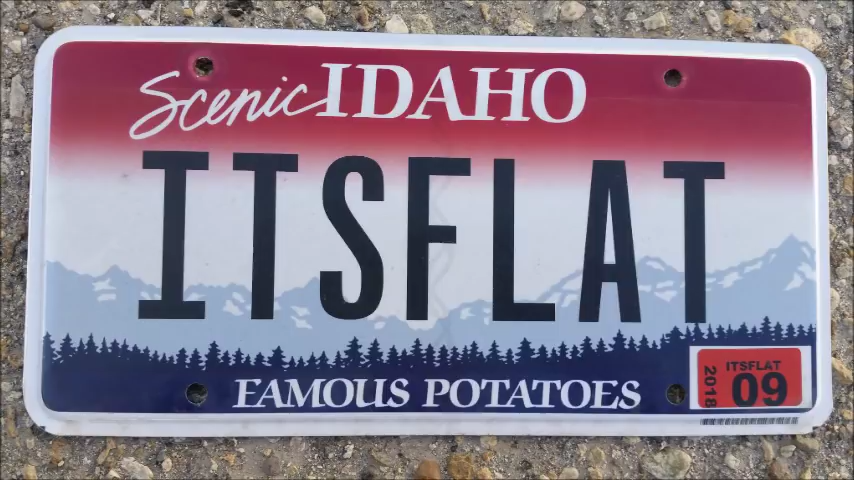 Scenic IDAHO
ITSFLAT
FAMOUS POTATOES
ITSFLAT
2018 09